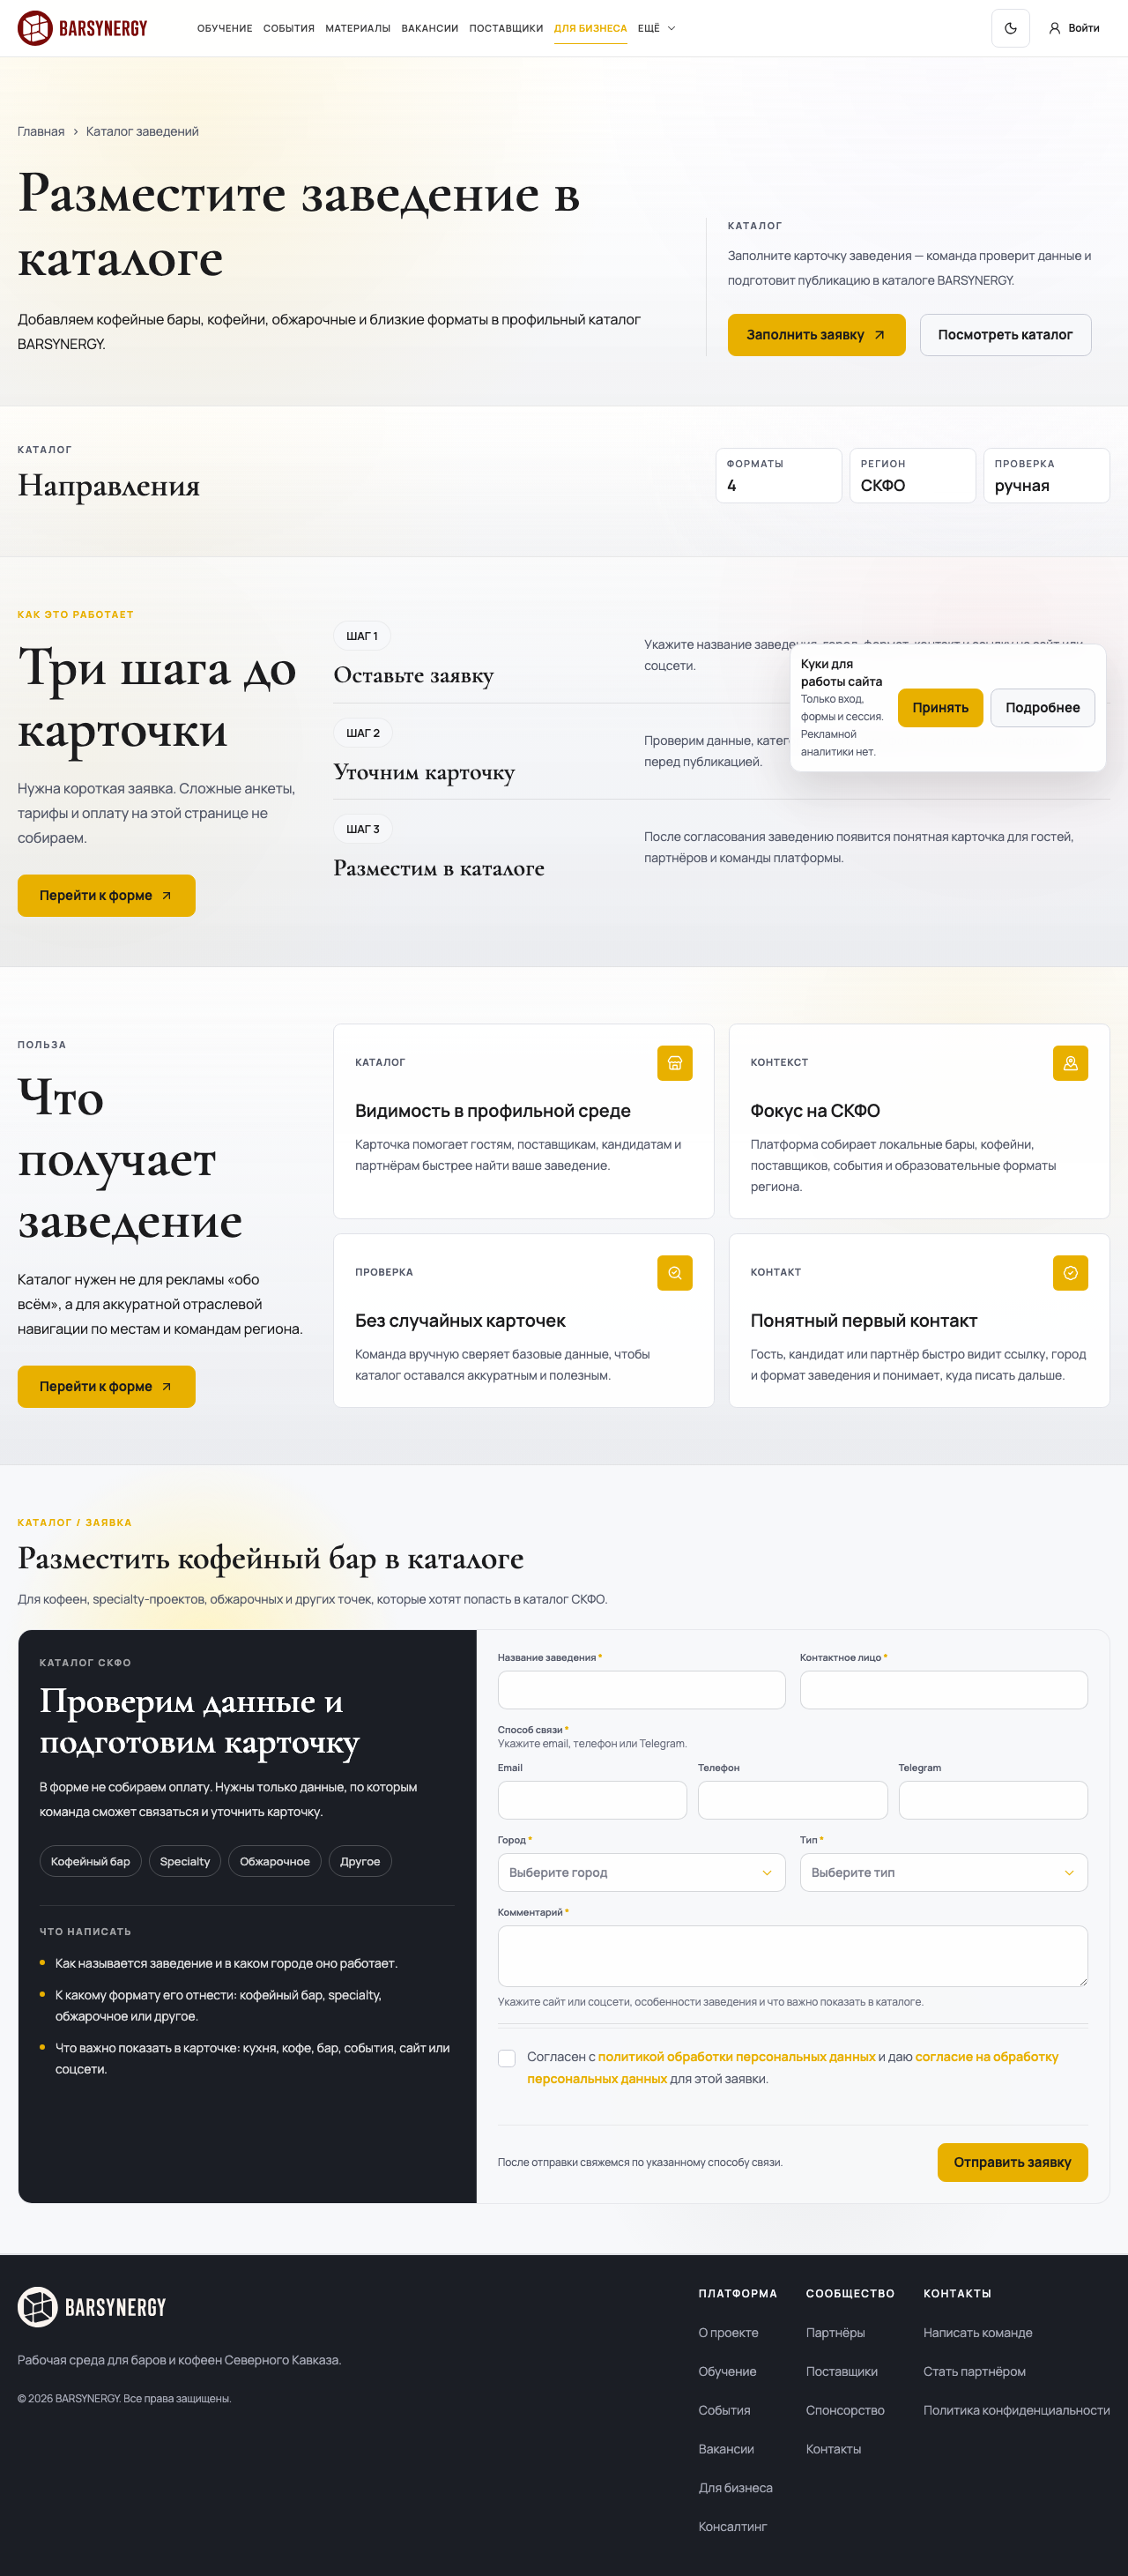 BARSYNERGY
ОБУЧЕНИЕ СОБЫТИЯ МАТЕРИАЛЫ ВАКАНСИИ ПОСТАВЩИКИ ДЛЯ БИЗНЕСА ЕЩЁ
Войти
Главная › Каталог заведений
Разместите заведение в
каталоге
Добавляем кофейные бары, кофейни, обжарочные и близкие форматы в профильный каталог
BARSYNERGY.
КАТАЛОГ
Заполните карточку заведения — команда проверит данные и
подготовит публикацию в каталоге BARSYNERGY.
Заполнить заявку
Посмотреть каталог
КАТАЛОГ
Направления
ФОРМАТЫ
4
РЕГИОН
СКФО
ПРОВЕРКА
ручная
КАК ЭТО РАБОТАЕТ
Три шага до
карточки
Нужна короткая заявка. Сложные анкеты,
тарифы и оплату на этой странице не
собираем.
Перейти к форме
ШАГ 1
Оставьте заявку
Укажите название заведения, город, формат, контакт и ссылку на сайт или
соцсети.
ШАГ 2
Уточним карточку
Проверим данные,
перед публикацией.
ШАГ 3
Разместим в каталоге
После согласования заведению появится понятная карточка для гостей,
партнёров и команды платформы.
Куки для
работы сайта
Только вход,
формы и сессия.
Рекламной
аналитики нет.
Принять
Подробнее
ПОЛЬЗА
Что
получает
заведение
Каталог нужен не для рекламы «обо
всём», а для аккуратной отраслевой
навигации по местам и командам региона.
Перейти к форме
КАТАЛОГ
Видимость в профильной среде
Карточка помогает гостям, поставщикам, кандидатам и
партнёрам быстрее найти ваше заведение.
КОНТЕКСТ
Фокус на СКФО
Платформа собирает локальные бары, кофейни,
поставщиков, события и образовательные форматы
региона.
ПРОВЕРКА
Без случайных карточек
Команда вручную сверяет базовые данные, чтобы
каталог оставался аккуратным и полезным.
КОНТАКТ
Понятный первый контакт
Гость, кандидат или партнёр быстро видит ссылку, город
и формат заведения и понимает, куда писать дальше.
КАТАЛОГ / ЗАЯВКА
Разместить кофейный бар в каталоге
Для кофеен, specialty-проектов, обжарочных и других точек, которые хотят попасть в каталог СКФО.
КАТАЛОГ СКФО
Проверим данные и
подготовим карточку
В форме не собираем оплату. Нужны только данные, по которым
команда сможет связаться и уточнить карточку.
Кофейный бар Specialty Обжарочное Другое
ЧТО НАПИСАТЬ
Как называется заведение и в каком городе оно работает.
К какому формату его отнести: кофейный бар, specialty,
обжарочное или другое.
Что важно показать в карточке: кухня, кофе, бар, события, сайт или
соцсети.
Название заведения *
Контактное лицо *
Способ связи *
Укажите email, телефон или Telegram.
Email
Телефон
Telegram
Город *
Тип *
Выберите город
Выберите тип
Комментарий *
Укажите сайт или соцсети, особенности заведения и что важно показать в каталоге.
Согласен с политикой обработки персональных данных и даю согласие на обработку
персональных данных для этой заявки.
После отправки свяжемся по указанному способу связи.
Отправить заявку
BARSYNERGY
Рабочая среда для баров и кофеен Северного Кавказа.
© 2026 BARSYNERGY. Все права защищены.
ПЛАТФОРМА
О проекте
Обучение
События
Вакансии
Для бизнеса
Консалтинг
СООБЩЕСТВО
Партнёры
Поставщики
Спонсорство
Контакты
КОНТАКТЫ
Написать команде
Стать партнёром
Политика конфиденциальности